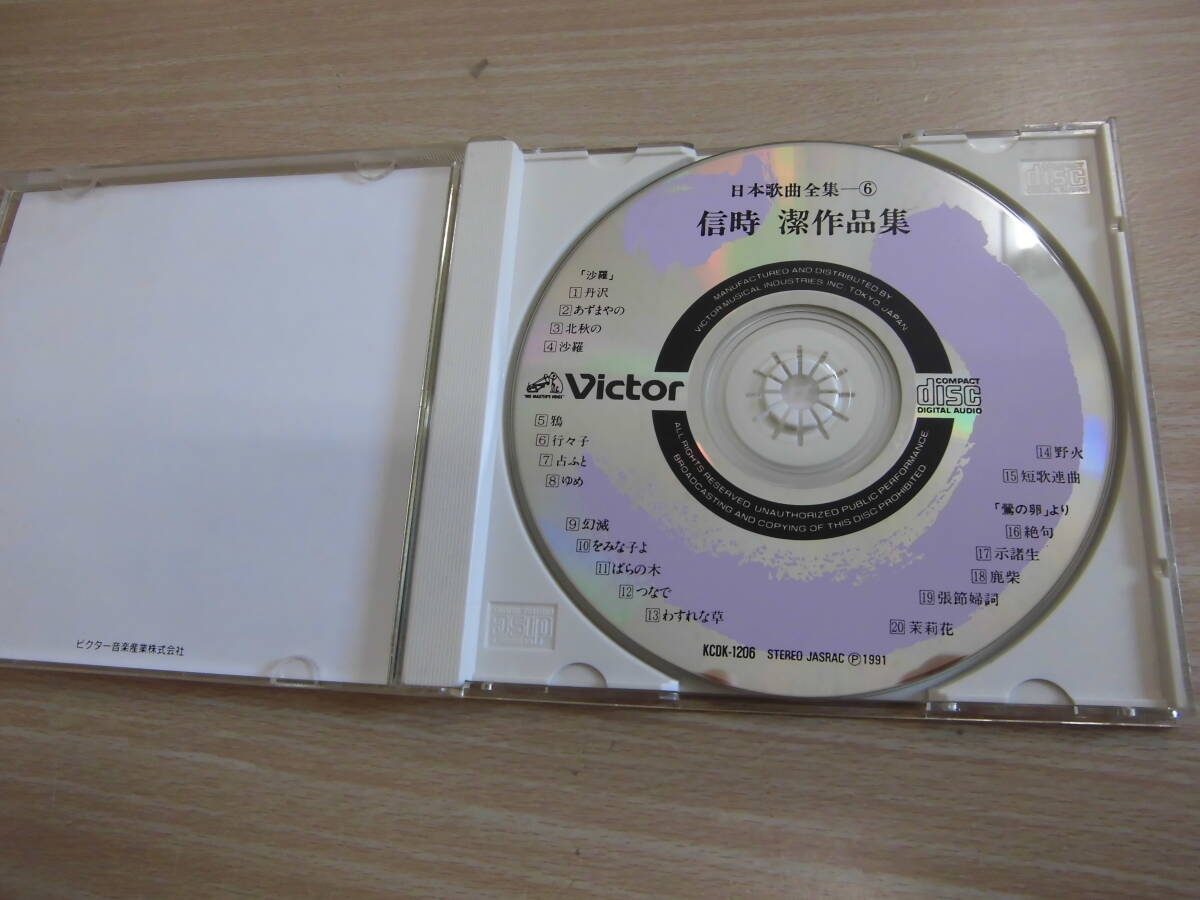 日本歌曲全集—⑥
信時 潔作品集
「沙羅」
1 丹沢
2 あずまやの
3 北秋の
4 沙羅
Victor
"HIS MASTER'S VOICE"
5 鴉
6 行々子
7 占ふと
8 ゆめ
9 幻滅
10 をみな子よ
11 ばらの木
12 つなで
13 わすれな草
14 野火
15 短歌連曲
「鶯の卵」より
16 絶句
17 示諸生
18 鹿柴
19 張節婦詞
20 茉莉花
MANUFACTURED AND DISTRIBUTED BY
VICTOR MUSICAL INDUSTRIES, INC. TOKYO, JAPAN.
COMPACT
disc
DIGITAL AUDIO
ALL RIGHTS RESERVED. UNAUTHORIZED PUBLIC PERFORMANCE.
BROADCASTING AND COPYING OF THIS DISC PROHIBITED
KCDK-1206 STEREO JASRAC Ⓟ1991
ビクター音楽産業株式会社
disc
disc